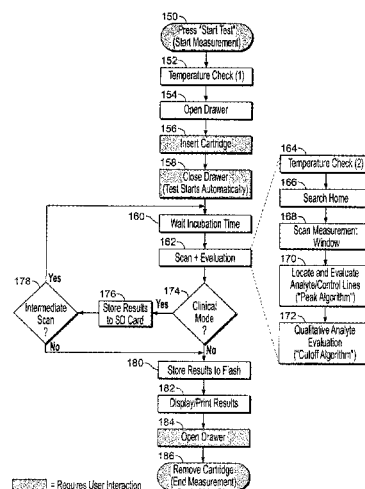 150
Press "Start Test"
(Start Measurement)
152
Temperature Check (1)
154
Open Drawer
156
Insert Cartridge
158
Close Drawer
(Test Starts Automatically)
160
Wait Incubation Time
162
Scan + Evaluation
164
Temperature Check (2)
166
Search Home
168
Scan Measurement
Window
170
Locate and Evaluate
Analyte/Control Lines
("Peak Algorithm")
172
Qualitative Analyte
Evaluation
("Cutoff Algorithm")
174
Clinical
Mode
?
Yes
No
176
Store Results
to SD Card
178
Intermediate
Scan
?
Yes
No
180
Store Results to Flash
182
Display/Print Results
184
Open Drawer
186
Remove Cartridge
(End Measurement)
= Requires User Interaction